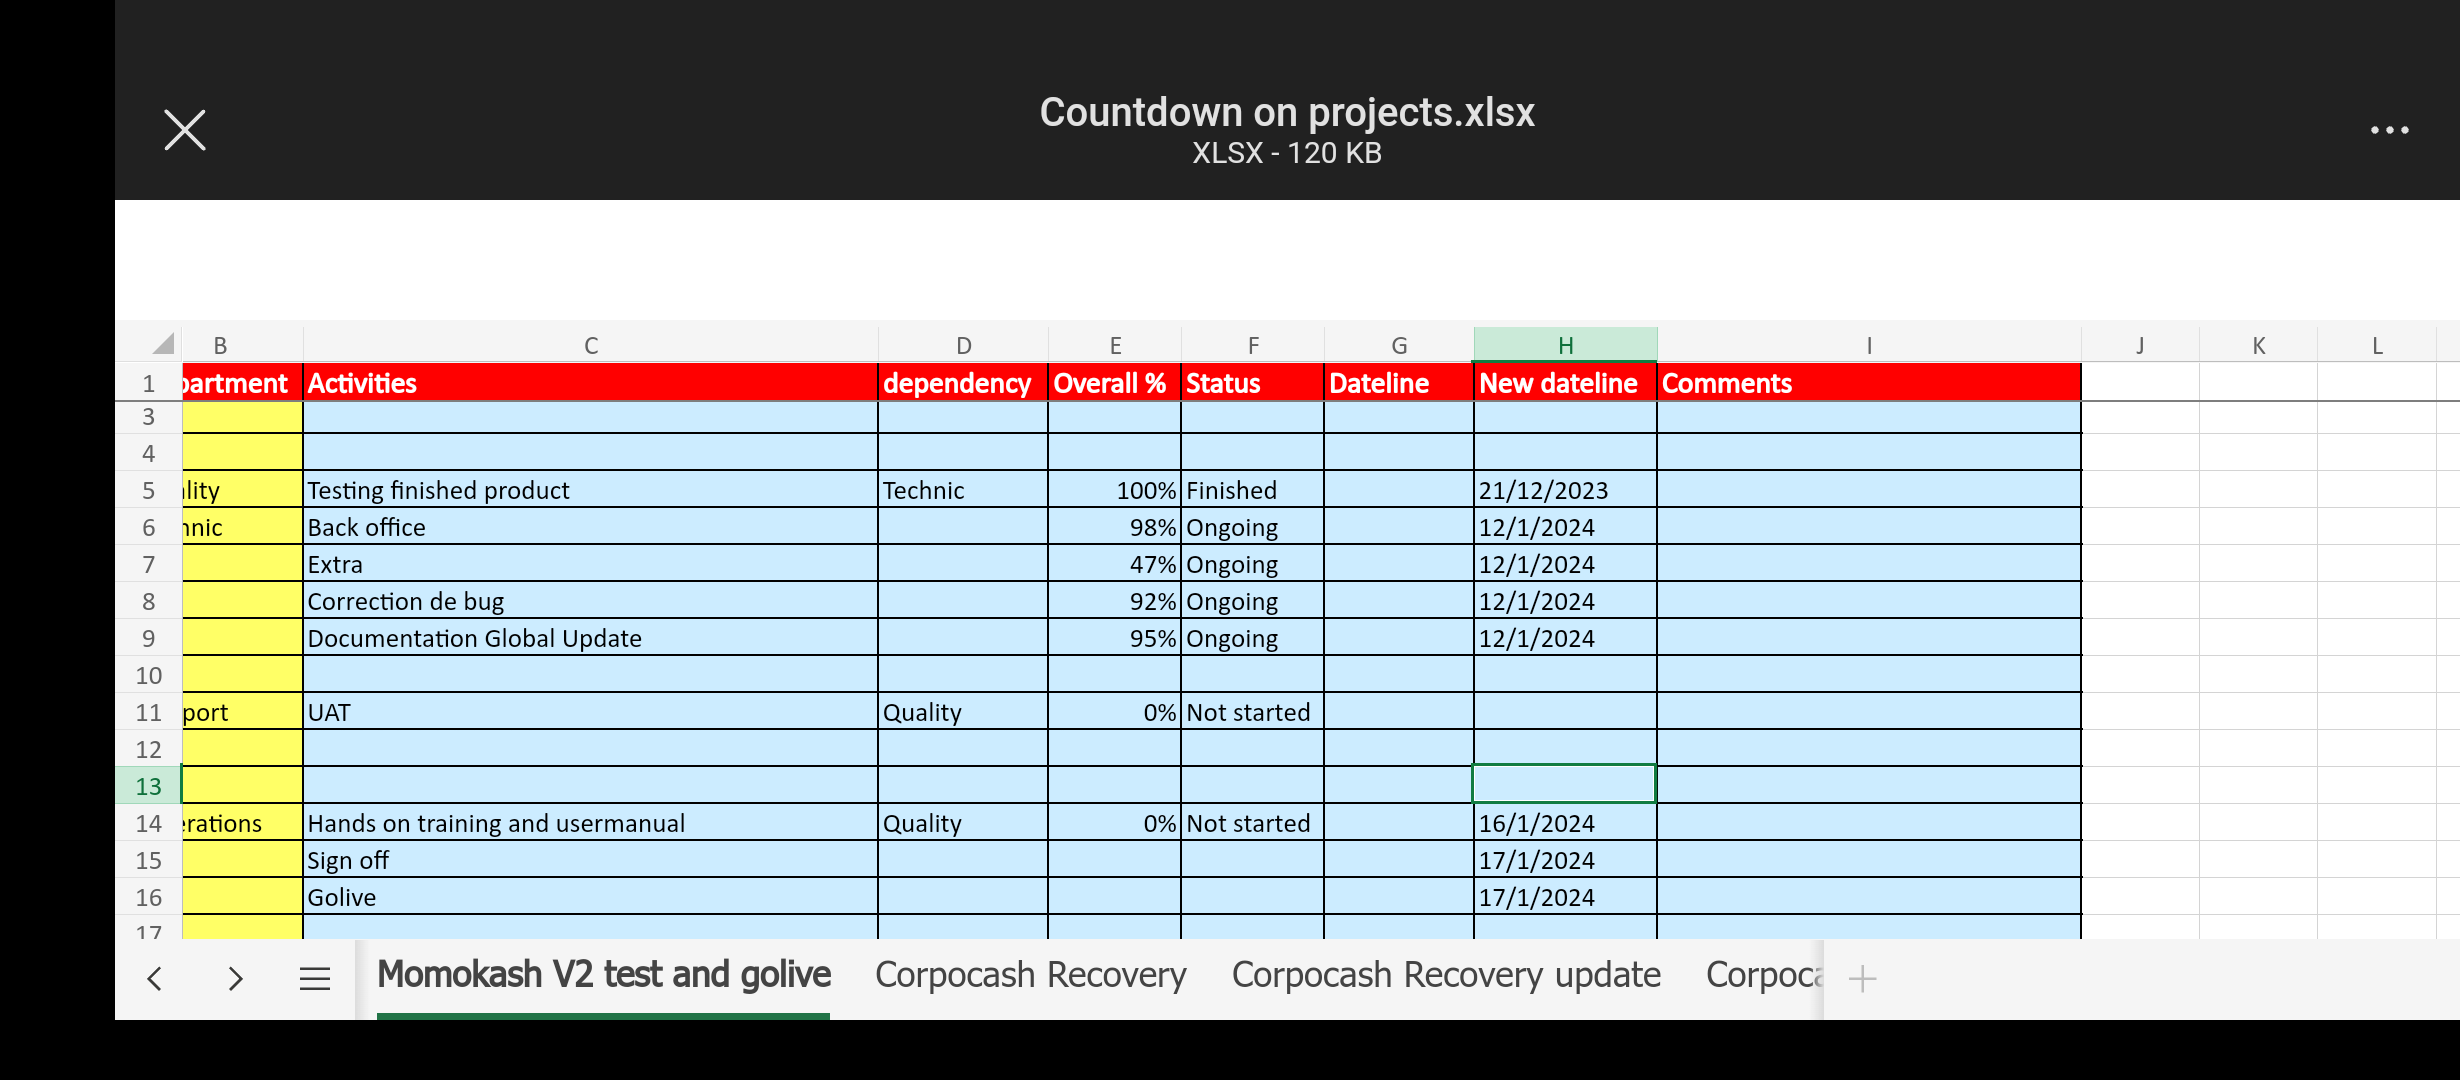 Countdown on projects.xlsx
XLSX - 120 KB
B C D E F G H I J K L
1 partment Activities dependency Overall % Status Dateline New dateline Comments
3
4
5 lity Testing finished product Technic 100% Finished 21/12/2023
6 nnic Back office 98% Ongoing 12/1/2024
7 Extra 47% Ongoing 12/1/2024
8 Correction de bug 92% Ongoing 12/1/2024
9 Documentation Global Update 95% Ongoing 12/1/2024
10
11 port UAT Quality 0% Not started
12
13
14 erations Hands on training and usermanual Quality 0% Not started 16/1/2024
15 Sign off 17/1/2024
16 Golive 17/1/2024
17
Momokash V2 test and golive Corpocash Recovery Corpocash Recovery update Corpoca